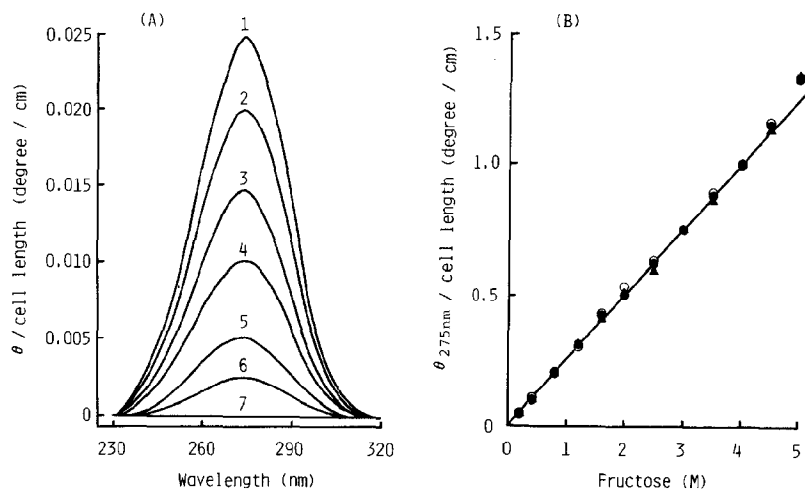 (A)
0.025
0.020
0.015
0.010
0.005
0
θ / cell length (degree / cm)
1
2
3
4
5
6
7
230 260 290 320
Wavelength (nm)
(B)
1.5
1.0
0.5
0
θ275nm / cell length (degree / cm)
0 1 2 3 4 5
Fructose (M)